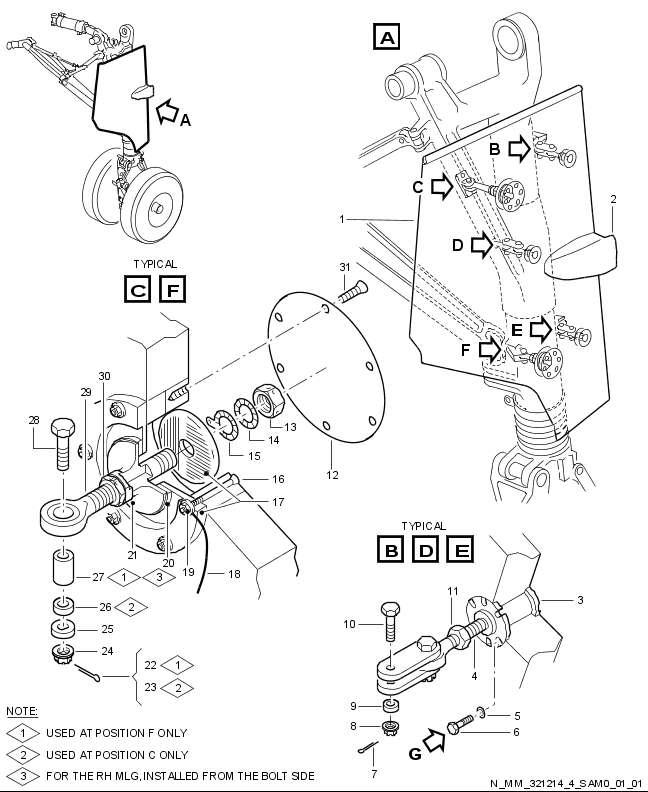 A
A
B
C
1
2
D
E
F
TYPICAL
C F
31
30
29
28
13
14
15
12
16
17
21
20
19
18
27 1 3
26 2
25
24
22 1
23 2
TYPICAL
B D E
11
10
3
4
9
8
7
5
6
G
NOTE:
1 USED AT POSITION F ONLY
2 USED AT POSITION C ONLY
3 FOR THE RH MLG, INSTALLED FROM THE BOLT SIDE
N_MM_321214_4_SAM0_01_01